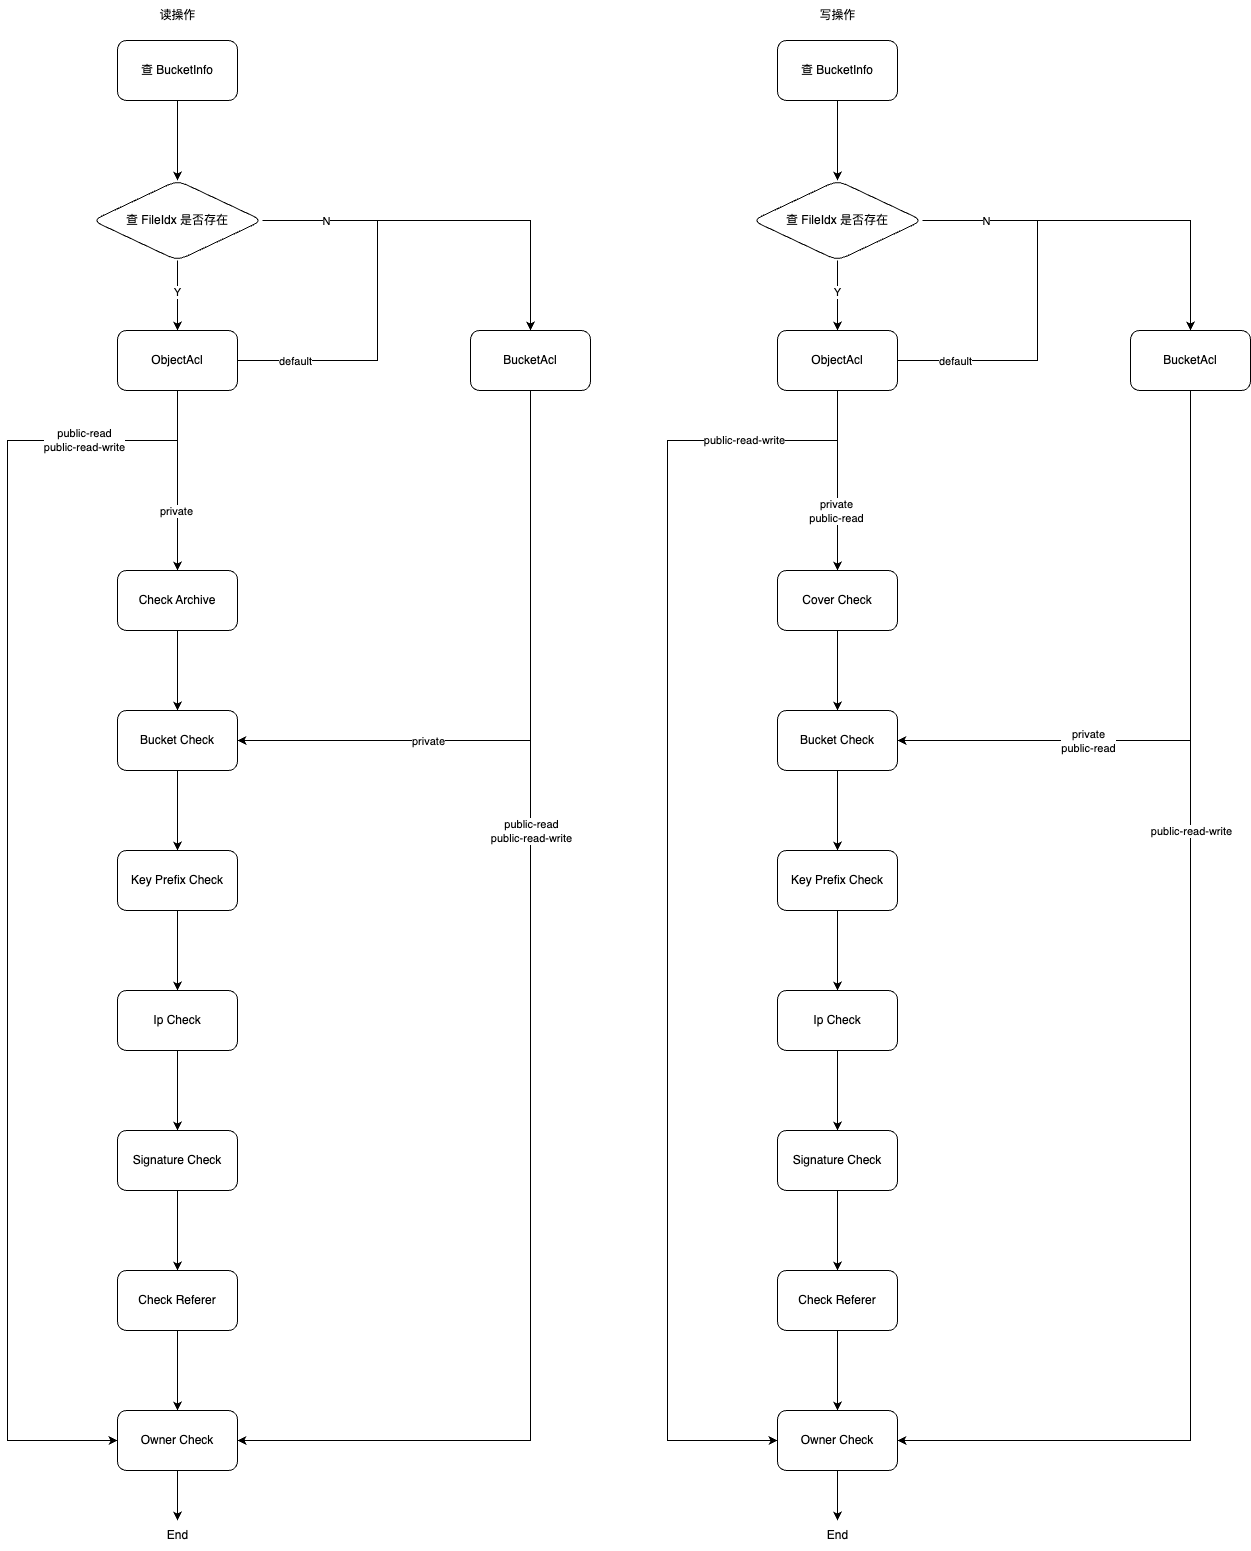 读操作
查 BucketInfo
查 FileIdx 是否存在
N
Y
ObjectAcl
default
BucketAcl
public-read
public-read-write
private
Check Archive
Bucket Check
private
public-read
public-read-write
Key Prefix Check
Ip Check
Signature Check
Check Referer
Owner Check
End
写操作
查 BucketInfo
查 FileIdx 是否存在
N
Y
ObjectAcl
default
BucketAcl
public-read-write
private
public-read
Cover Check
Bucket Check
private
public-read
public-read-write
Key Prefix Check
Ip Check
Signature Check
Check Referer
Owner Check
End